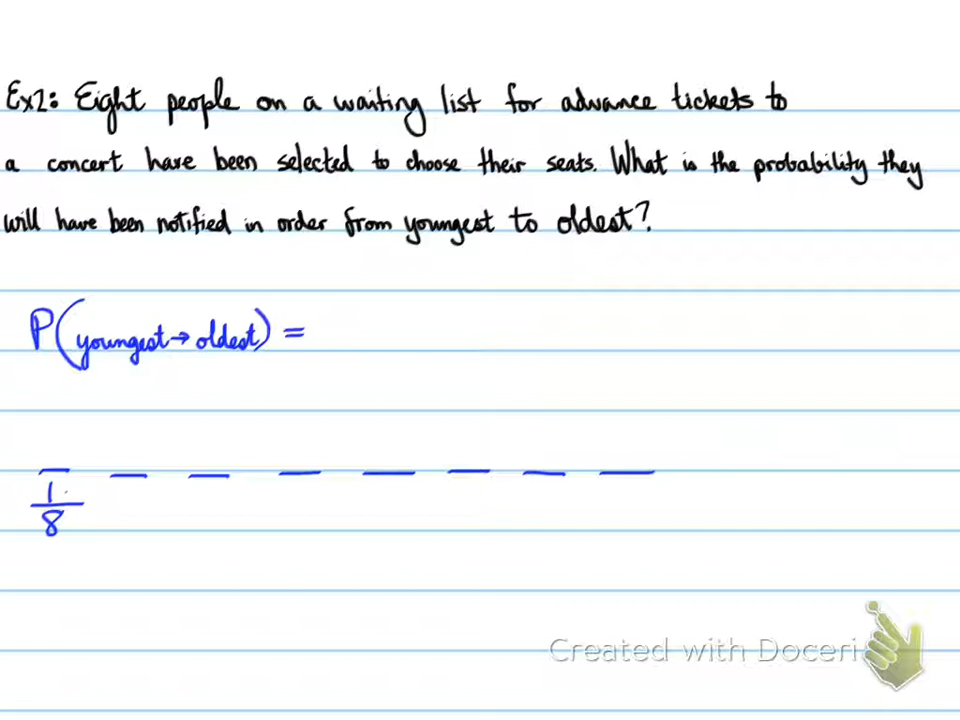 Ex2: Eight people on a waiting list for advance tickets to
a concert have been selected to choose their seats. What is the probability they
will have been notified in order from youngest to oldest?
P(youngest→oldest) =
1
8
Created with Doceri